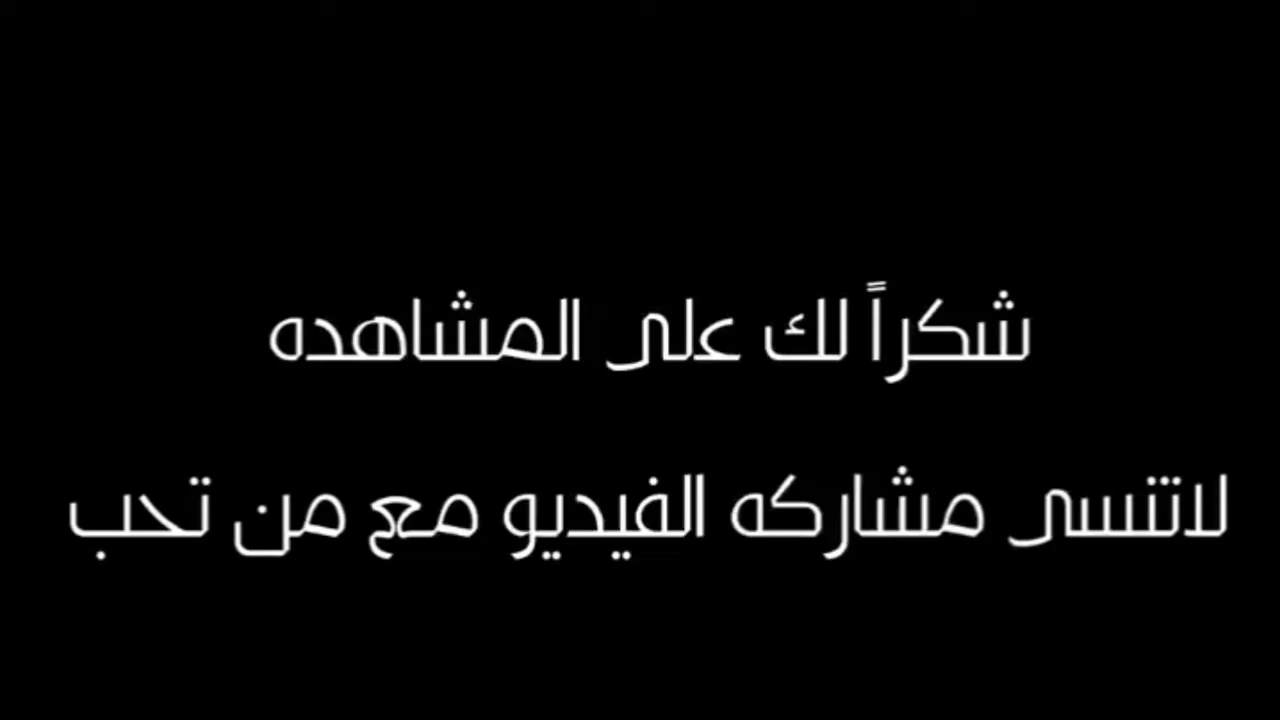 شكراً لك على المشاهده
لاتنسى مشاركه الفيديو مع من تحب